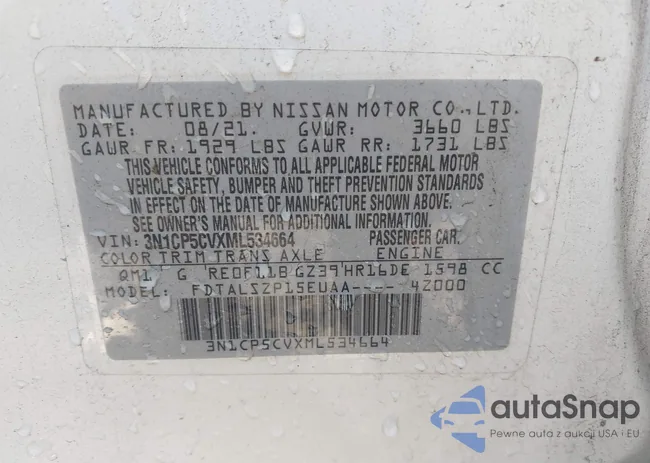 MANUFACTURED BY NISSAN MOTOR CO.,LTD.
DATE: 08/21. GVWR: 3660 LBS
GAWR FR: 1929 LBS GAWR RR: 1731 LBS
THIS VEHICLE CONFORMS TO ALL APPLICABLE FEDERAL MOTOR
VEHICLE SAFETY, BUMPER AND THEFT PREVENTION STANDARDS
IN EFFECT ON THE DATE OF MANUFACTURE SHOWN ABOVE.
SEE OWNER'S MANUAL FOR ADDITIONAL INFORMATION.
VIN: 3N1CP5CVXML534664 PASSENGER CAR.
COLOR TRIM TRANS AXLE ENGINE
QM1 G RE0F11B GZ39 HR16DE 1598 CC
MODEL: FDTALSZP15EUAA---- 4Z000
3N1CP5CVXML534664
autaSnap
Pewne auta z aukcji USA i EU